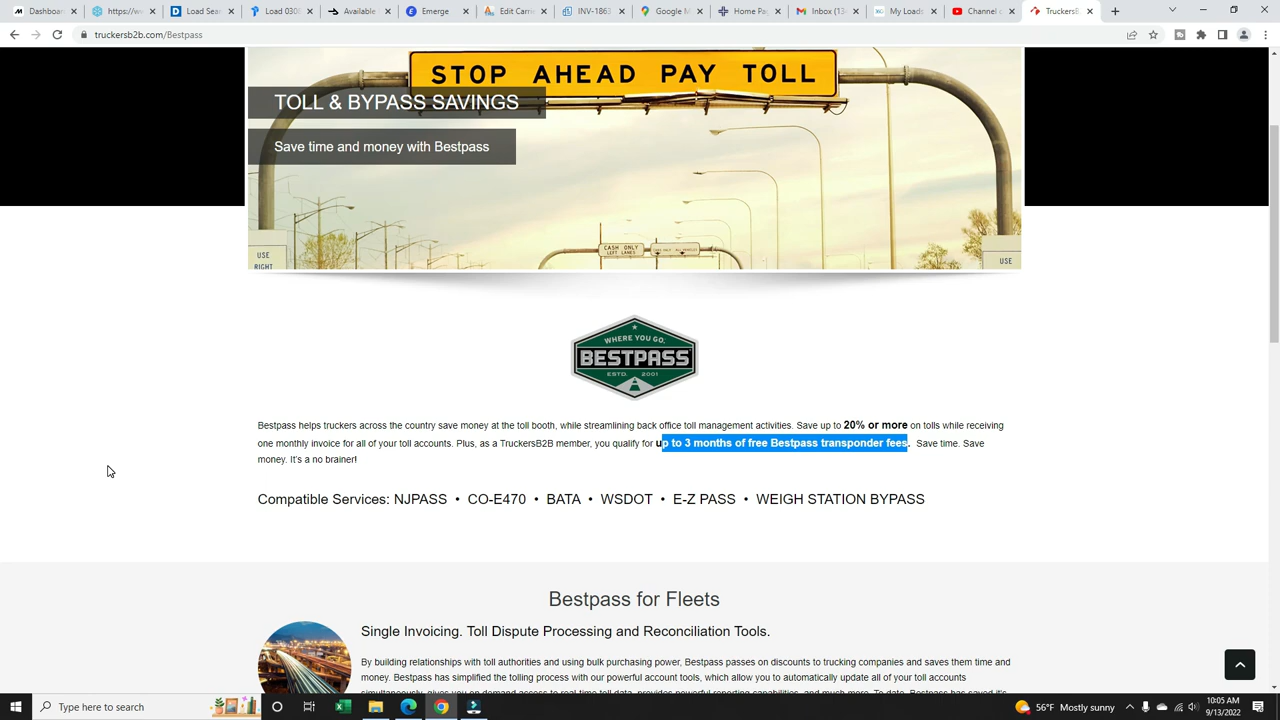 Dashboar
https://w
Load Sear
Load 0300
Available
Emerge
Edit Carri
INV-1863
Google M
Home Pag
Inbox (13
My Loads
Channel c
TruckersB
truckersb2b.com/Bestpass
STOP AHEAD PAY TOLL
TOLL & BYPASS SAVINGS
Save time and money with Bestpass
CASH ONLY
LEFT LANES
USE
RIGHT
USE
WHERE YOU GO.
BESTPASS
ESTD. 2001
Bestpass helps truckers across the country save money at the toll booth, while streamlining back office toll management activities. Save up to 20% or more on tolls while receiving
one monthly invoice for all of your toll accounts. Plus, as a TruckersB2B member, you qualify for up to 3 months of free Bestpass transponder fees. Save time. Save
money. It's a no brainer!
Compatible Services: NJPASS • CO-E470 • BATA • WSDOT • E-Z PASS • WEIGH STATION BYPASS
Bestpass for Fleets
Single Invoicing. Toll Dispute Processing and Reconciliation Tools.
By building relationships with toll authorities and using bulk purchasing power, Bestpass passes on discounts to trucking companies and saves them time and
money. Bestpass has simplified the tolling process with our powerful account tools, which allow you to automatically update all of your toll accounts
simultaneously, gives you on demand access to real time toll data, provides powerful reporting capabilities, and much more. To date, Bestpass has saved it's
Type here to search
56°F Mostly sunny
10:05 AM
9/13/2022